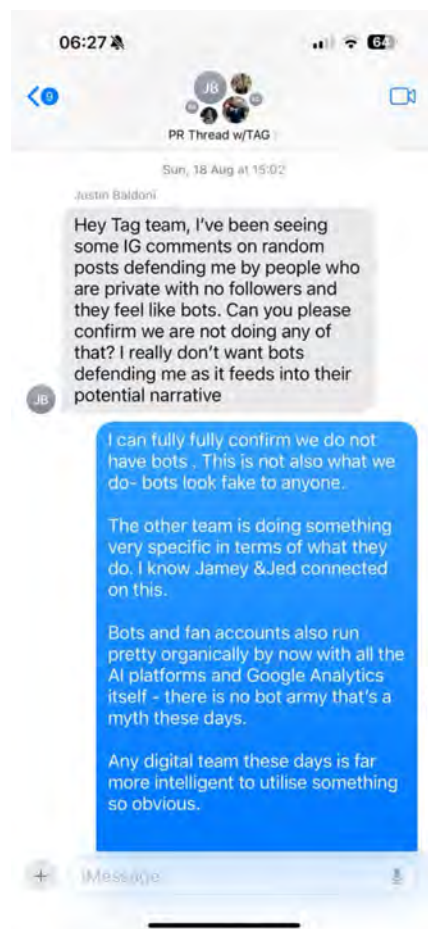 06:27
64
9
JB
PR Thread w/TAG
Sun, 18 Aug at 15:02
Justin Baldoni
Hey Tag team, I've been seeing
some IG comments on random
posts defending me by people who
are private with no followers and
they feel like bots. Can you please
confirm we are not doing any of
that? I really don't want bots
defending me as it feeds into their
potential narrative
JB
I can fully fully confirm we do not
have bots . This is not also what we
do- bots look fake to anyone.
The other team is doing something
very specific in terms of what they
do. I know Jamey &Jed connected
on this.
Bots and fan accounts also run
pretty organically by now with all the
AI platforms and Google Analytics
itself - there is no bot army that's a
myth these days.
Any digital team these days is far
more intelligent to utilise something
so obvious.
iMessage